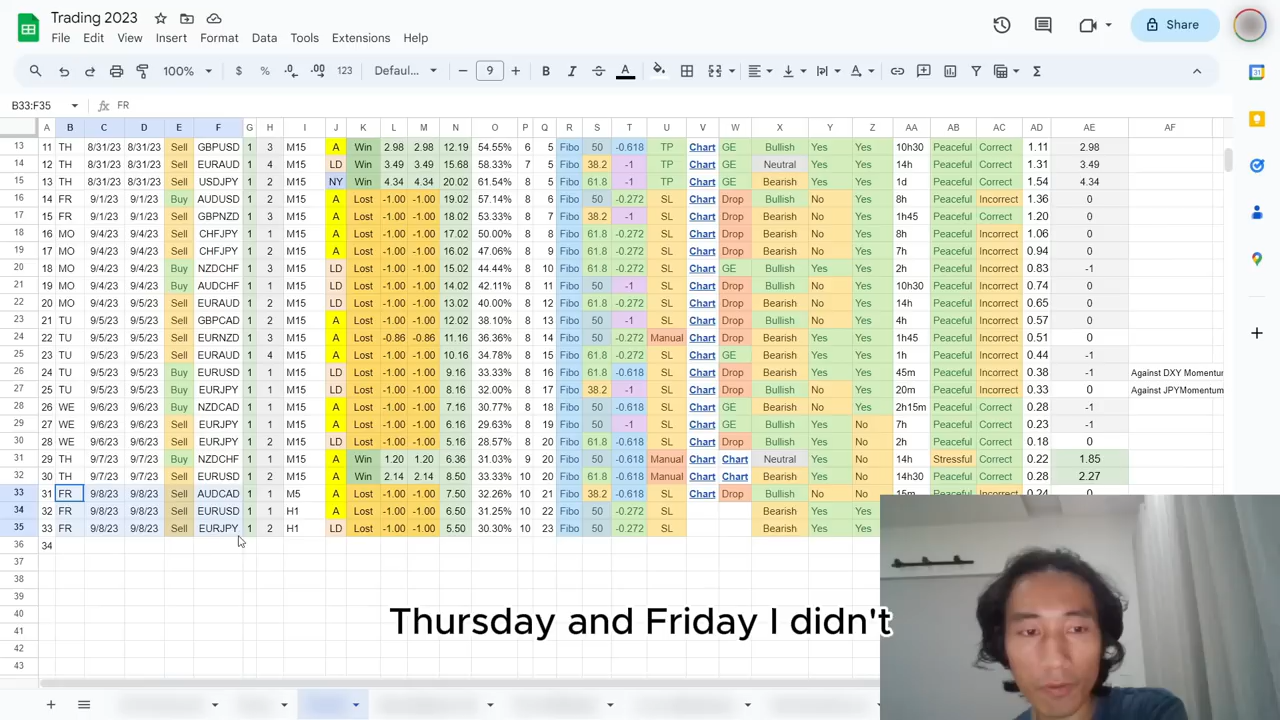 Trading 2023
File Edit View Insert Format Data Tools Extensions Help
Share
100% $ % .0 .00 123 Defaul... 9 B I A
B33:F35 fx FR
A B C D E F G H I J K L M N O P Q R S T U V W X Y Z AA AB AC AD AE AF
13 11 TH 8/31/23 8/31/23 Sell GBPUSD 1 3 M15 A Win 2.98 2.98 12.19 54.55% 6 5 Fibo 50 -0.618 TP Chart GE Bullish Yes Yes 10h30 Peaceful Correct 1.11 2.98
14 12 TH 8/31/23 8/31/23 Sell EURAUD 1 4 M15 LD Win 3.49 3.49 15.68 58.33% 7 5 Fibo 38.2 -1 TP Chart GE Neutral Yes Yes 14h Peaceful Correct 1.31 3.49
15 13 TH 8/31/23 8/31/23 Sell USDJPY 1 2 M15 NY Win 4.34 4.34 20.02 61.54% 8 5 Fibo 61.8 -1 TP Chart GE Bearish Yes Yes 1d Peaceful Correct 1.54 4.34
16 14 FR 9/1/23 9/1/23 Buy AUDUSD 1 2 M15 A Lost -1.00 -1.00 19.02 57.14% 8 6 Fibo 50 -0.272 SL Chart Drop Bearish Yes No 8h Peaceful Incorrect 1.36 0
17 15 FR 9/1/23 9/1/23 Sell GBPNZD 1 3 M15 A Lost -1.00 -1.00 18.02 53.33% 8 7 Fibo 38.2 -1 SL Chart Drop Bearish No Yes 1h45 Peaceful Correct 1.20 0
18 16 MO 9/4/23 9/4/23 Sell CHFJPY 1 1 M15 A Lost -1.00 -1.00 17.02 50.00% 8 8 Fibo 61.8 -0.272 SL Chart Drop Bearish No Yes 8h Peaceful Incorrect 1.06 0
19 17 MO 9/4/23 9/4/23 Sell CHFJPY 1 1 M15 A Lost -1.00 -1.00 16.02 47.06% 8 9 Fibo 50 -0.272 SL Chart Drop Bearish No Yes 7h Peaceful Incorrect 0.94 0
20 18 MO 9/4/23 9/4/23 Buy NZDCHF 1 3 M15 LD Lost -1.00 -1.00 15.02 44.44% 8 10 Fibo 61.8 -0.272 SL Chart GE Bullish Yes Yes 2h Peaceful Incorrect 0.83 -1
21 19 MO 9/4/23 9/4/23 Buy AUDCHF 1 1 M15 LD Lost -1.00 -1.00 14.02 42.11% 8 11 Fibo 50 -0.272 SL Chart Drop Bullish No Yes 10h30 Peaceful Incorrect 0.74 0
22 20 MO 9/4/23 9/5/23 Sell EURAUD 1 2 M15 LD Lost -1.00 -1.00 13.02 40.00% 8 12 Fibo 61.8 -0.272 SL Chart Drop Bearish Yes Yes 14h Peaceful Incorrect 0.65 0
23 21 TU 9/5/23 9/5/23 Sell GBPCAD 1 1 M15 A Lost -1.00 -1.00 12.02 38.10% 8 13 Fibo 50 -1 SL Chart Drop Bullish No Yes 4h Peaceful Incorrect 0.57 0
24 22 TU 9/5/23 9/5/23 Sell EURNZD 1 3 M15 A Lost -0.86 -0.86 11.16 36.36% 8 14 Fibo 50 -0.272 Manual Chart Drop Bearish Yes Yes 1h45 Peaceful Incorrect 0.51 0
25 23 TU 9/5/23 9/5/23 Sell EURAUD 1 4 M15 A Lost -1.00 -1.00 10.16 34.78% 8 15 Fibo 38.2 -0.272 SL Chart GE Bearish Yes Yes 1h Peaceful Incorrect 0.44 -1
26 24 TU 9/5/23 9/5/23 Sell EURUSD 1 1 M15 LD Lost -1.00 -1.00 9.16 33.33% 8 16 Fibo 61.8 -0.618 SL Chart Drop Bearish Yes Yes 45m Peaceful Incorrect 0.38 -1 Against DXY Momentum
27 25 TU 9/5/23 9/5/23 Buy EURJPY 1 1 M15 LD Lost -1.00 -1.00 8.16 32.00% 8 17 Fibo 38.2 -1 SL Chart Drop Bullish No Yes 20m Peaceful Incorrect 0.33 0 Against JPYMomentum
28 26 WE 9/6/23 9/6/23 Buy NZDCAD 1 1 M15 A Lost -1.00 -1.00 7.16 30.77% 8 18 Fibo 50 -0.618 SL Chart GE Bearish No Yes 2h15m Peaceful Correct 0.28 -1
29 27 WE 9/6/23 9/6/23 Sell EURJPY 1 1 M15 A Lost -1.00 -1.00 6.16 29.63% 8 19 Fibo 50 -0.618 SL Chart GE Bullish Yes No 7h Peaceful Correct 0.23 -1
30 28 WE 9/6/23 9/6/23 Sell EURJPY 1 2 M15 LD Lost -1.00 -1.00 5.16 28.57% 8 20 Fibo 61.8 -0.618 SL Chart Drop Bearish Yes No 2h Peaceful Correct 0.18 0
31 29 TH 9/7/23 9/7/23 Buy NZDCHF 1 1 M15 A Win 1.20 1.20 6.36 31.03% 9 20 Fibo 50 -0.618 Manual Chart Chart Neutral Yes No 15h Stressful Correct 0.22 1.85
32 30 TH 9/7/23 9/8/23 Sell EURUSD 1 2 M15 A Win 2.14 2.14 8.50 33.33% 10 20 Fibo 61.8 -0.618 Manual Chart Chart Bearish Yes No 14h30 Peaceful Correct 0.28 2.27
33 31 FR 9/8/23 9/8/23 Sell AUDCAD 1 1 M5 A Lost -1.00 -1.00 7.50 32.26% 10 21 Fibo 38.2 -0.618 SL Chart Drop Bullish No No 15m
34 32 FR 9/8/23 9/8/23 Sell EURUSD 1 1 H1 A Lost -1.00 -1.00 6.50 31.25% 10 22 Fibo 50 -0.272 SL Bearish Yes
35 33 FR 9/8/23 9/8/23 Sell EURJPY 1 2 H1 LD Lost -1.00 -1.00 5.50 30.30% 10 23 Fibo 50 -0.272 SL Bearish Yes
36 34
37
38
39
40
41
42
43
Thursday and Friday I didn't